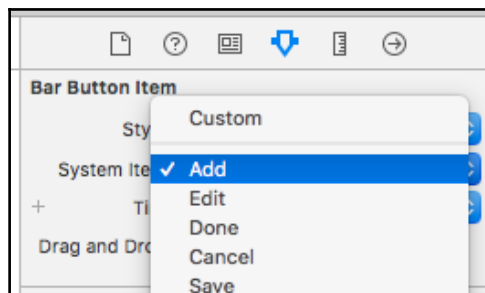 Bar Button Item
Sty
Custom
System Ite
✓ Add
+ Ti
Edit
Done
Drag and Dro
Cancel
Save